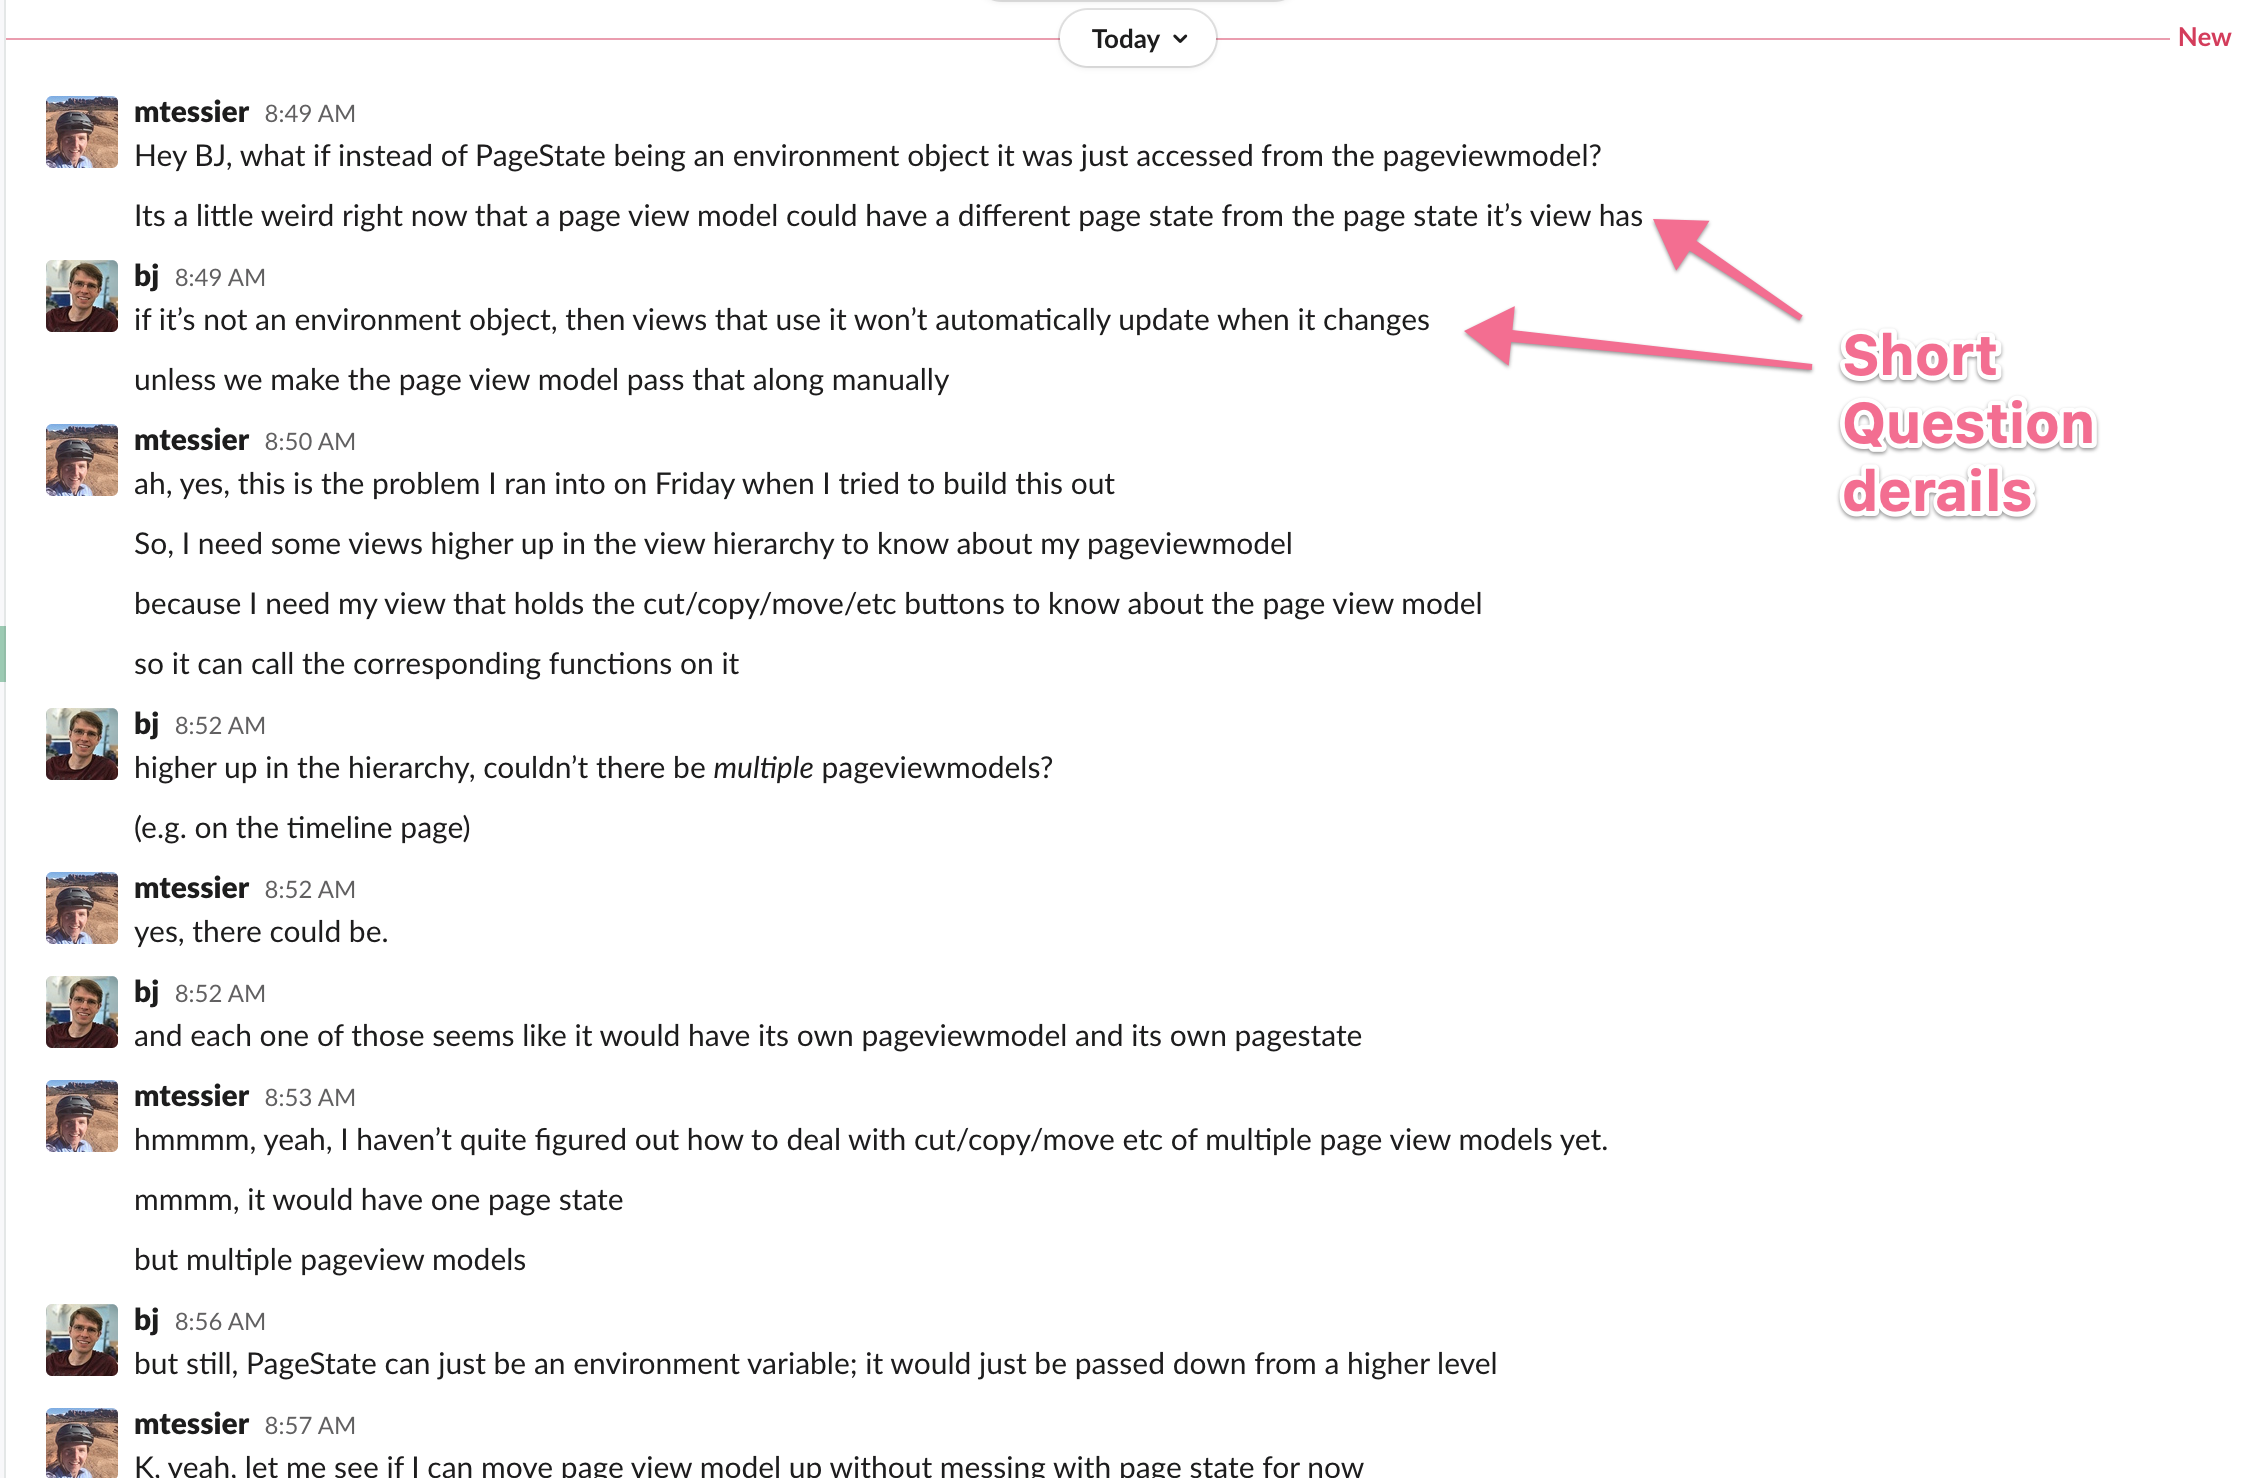 Today
New
mtessier 8:49 AM
Hey BJ, what if instead of PageState being an environment object it was just accessed from the pageviewmodel?
Its a little weird right now that a page view model could have a different page state from the page state it’s view has
bj 8:49 AM
if it’s not an environment object, then views that use it won’t automatically update when it changes
unless we make the page view model pass that along manually
Short
Question
derails
mtessier 8:50 AM
ah, yes, this is the problem I ran into on Friday when I tried to build this out
So, I need some views higher up in the view hierarchy to know about my pageviewmodel
because I need my view that holds the cut/copy/move/etc buttons to know about the page view model
so it can call the corresponding functions on it
bj 8:52 AM
higher up in the hierarchy, couldn’t there be multiple pageviewmodels?
(e.g. on the timeline page)
mtessier 8:52 AM
yes, there could be.
bj 8:52 AM
and each one of those seems like it would have its own pageviewmodel and its own pagestate
mtessier 8:53 AM
hmmmm, yeah, I haven’t quite figured out how to deal with cut/copy/move etc of multiple page view models yet.
mmmm, it would have one page state
but multiple pageview models
bj 8:56 AM
but still, PageState can just be an environment variable; it would just be passed down from a higher level
mtessier 8:57 AM
K, yeah, let me see if I can move page view model up without messing with page state for now